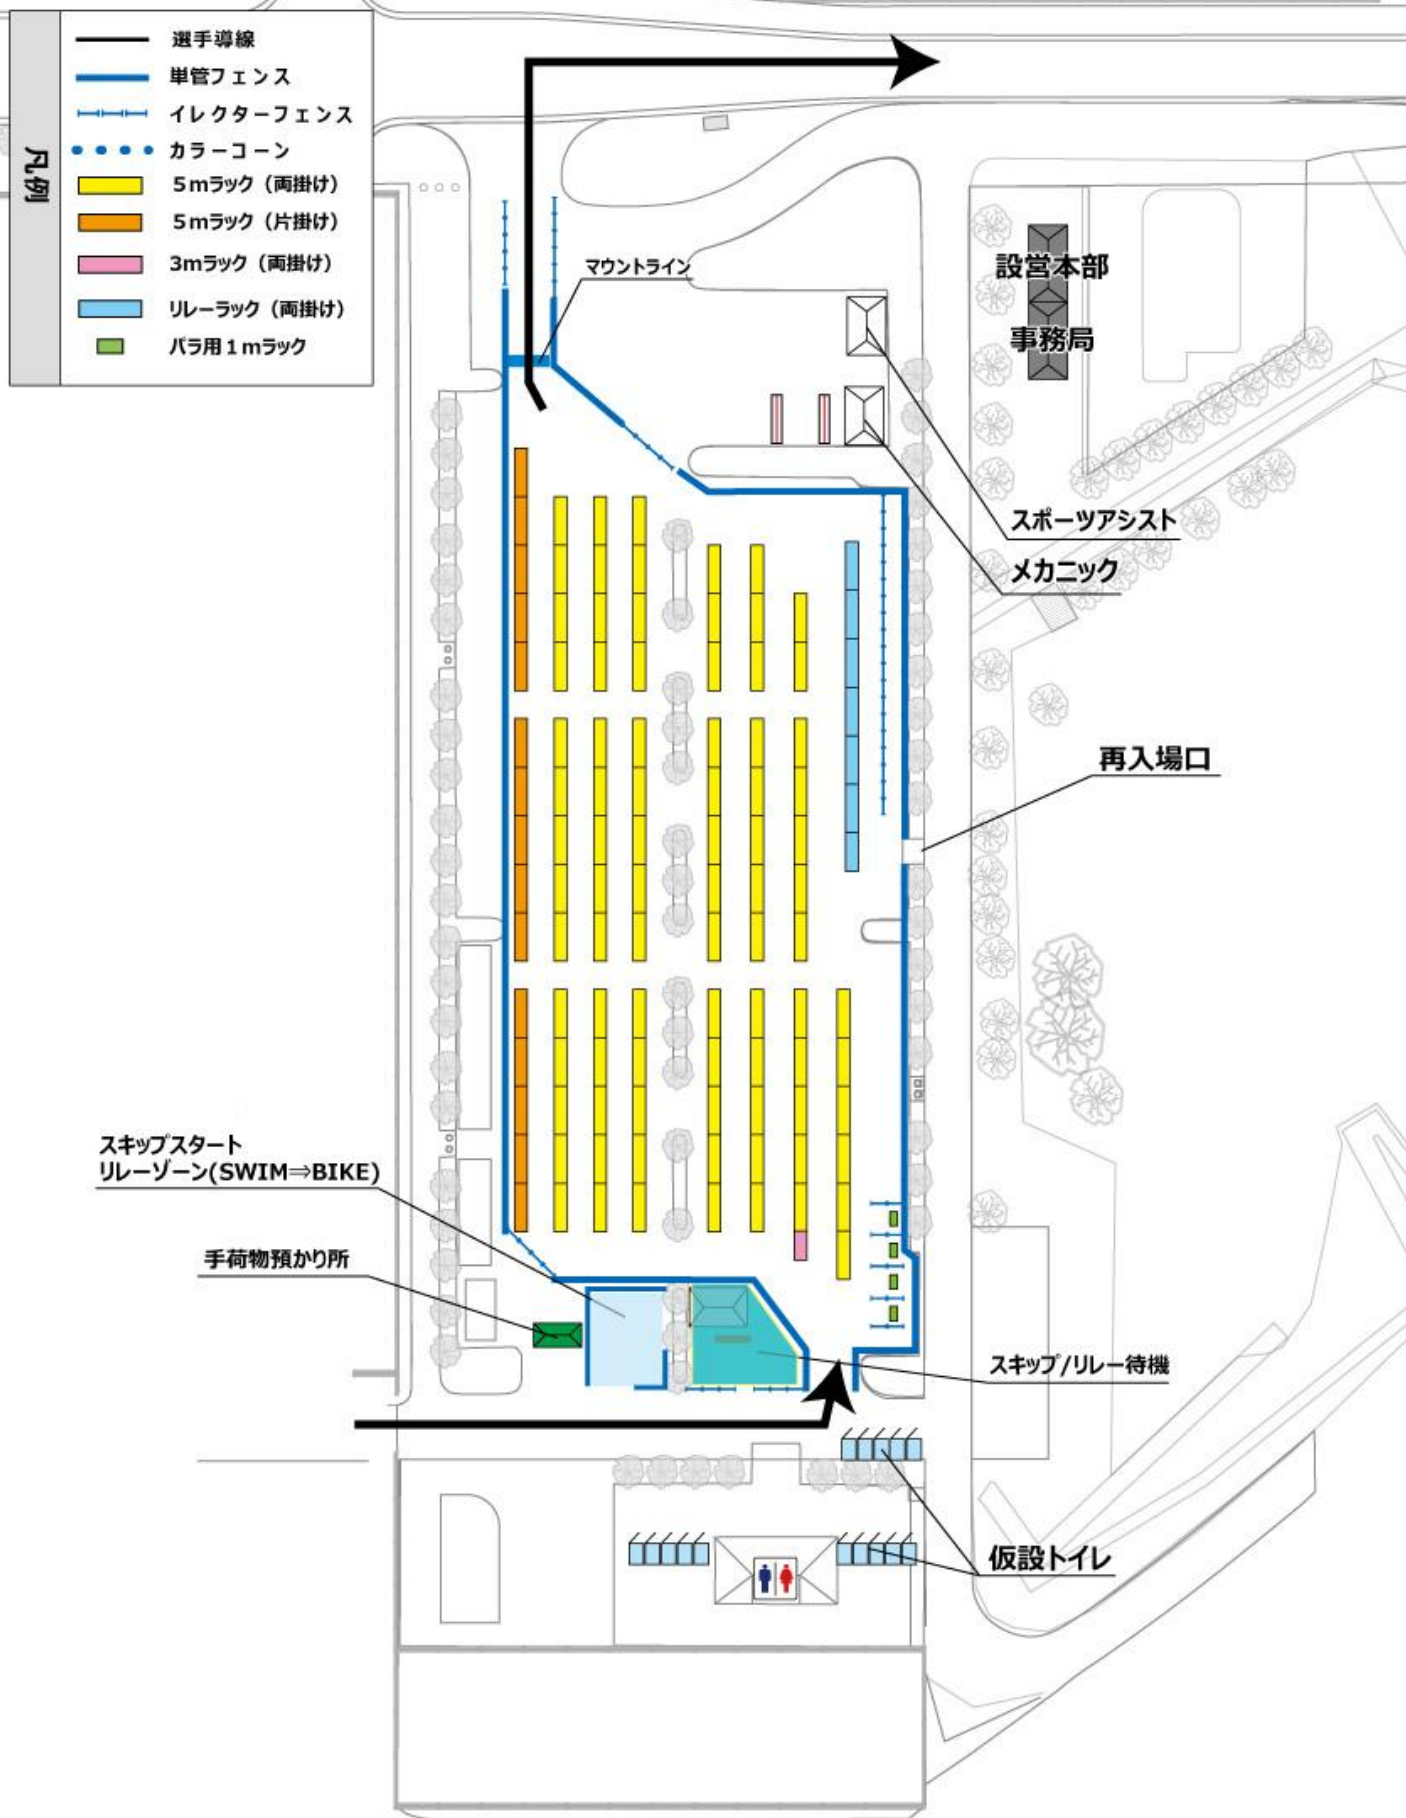 凡例
選手導線
単管フェンス
イレクターフェンス
カラーコーン
5mラック（両掛け）
5mラック（片掛け）
3mラック（両掛け）
リレーラック（両掛け）
パラ用1mラック
マウントライン
設営本部
事務局
スポーツアシスト
メカニック
再入場口
スキップスタート
リレーゾーン(SWIM⇒BIKE)
手荷物預かり所
スキップ/リレー待機
仮設トイレ